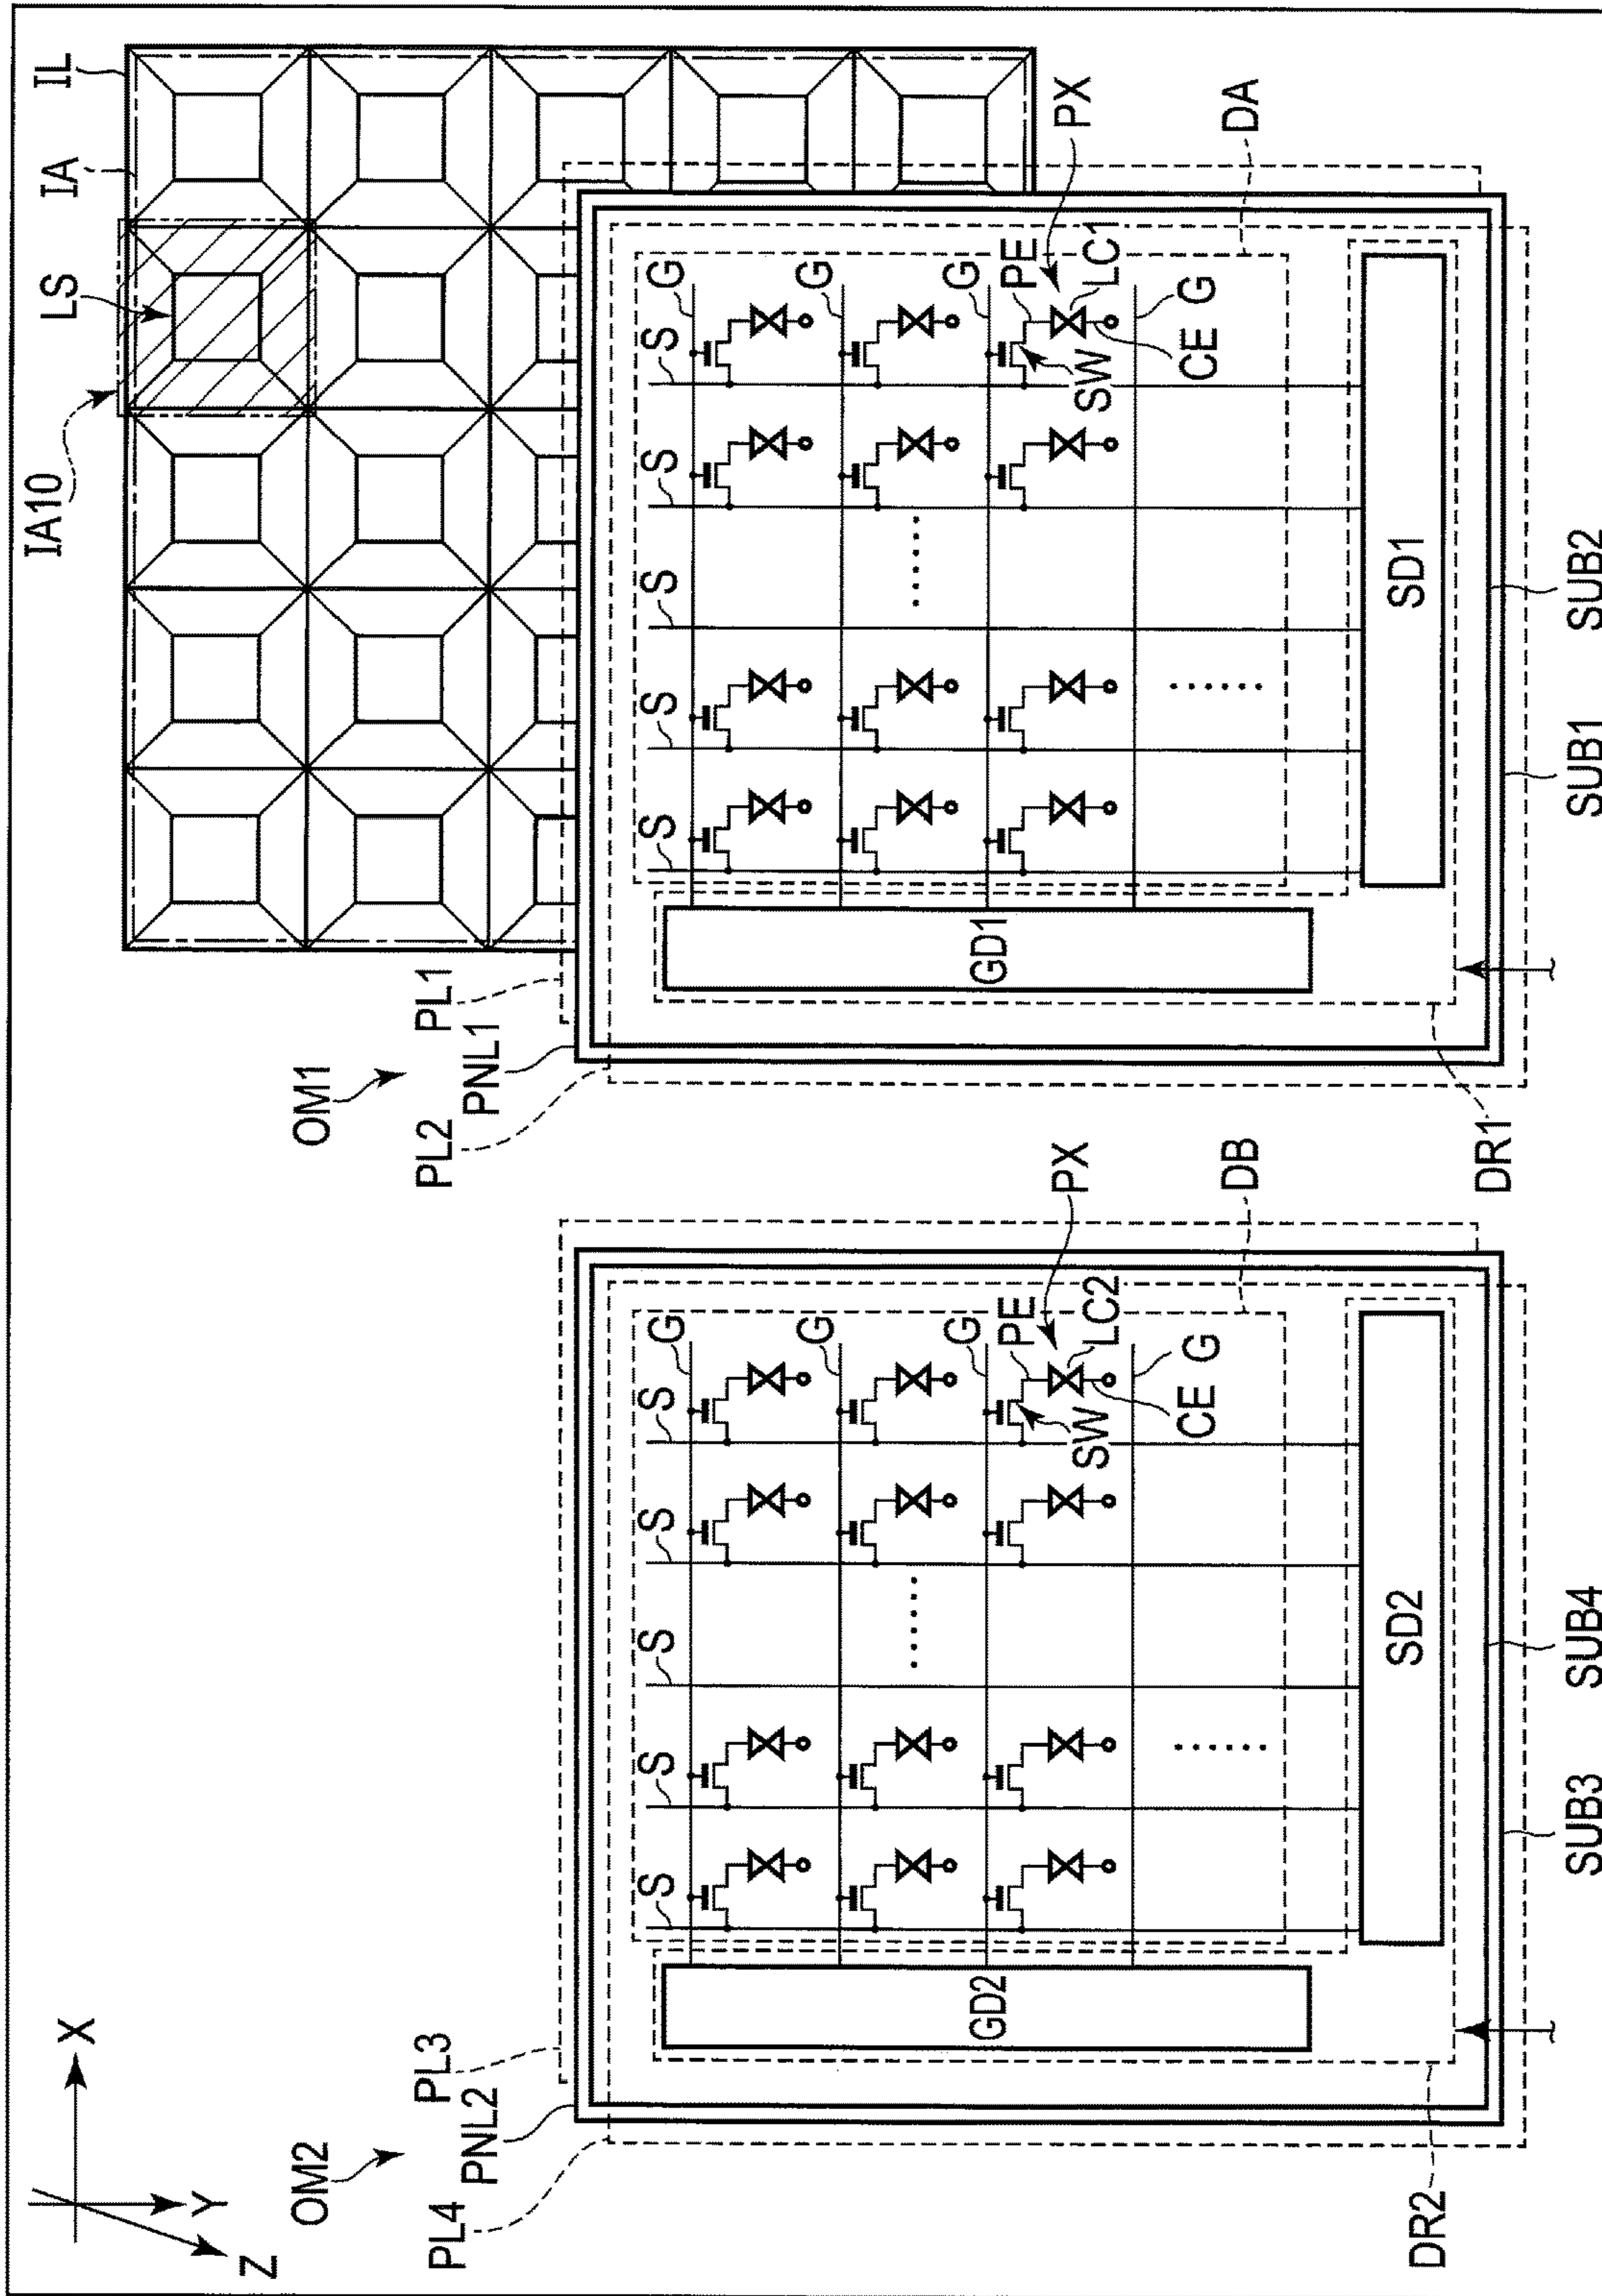 IL
IA
LS
IA10
X
Y
Z
OM2
PL3
PNL2
PL4
OM1
PL1
PNL1
PL2
S
S
S
S
S
G
G
G
PE
PX
LC2
SW
CE
G
DB
GD2
SD2
DR2
SUB3
SUB4
S
S
S
S
S
G
G
G
PE
PX
LC1
SW
CE
G
DA
GD1
SD1
DR1
SUB1
SUB2